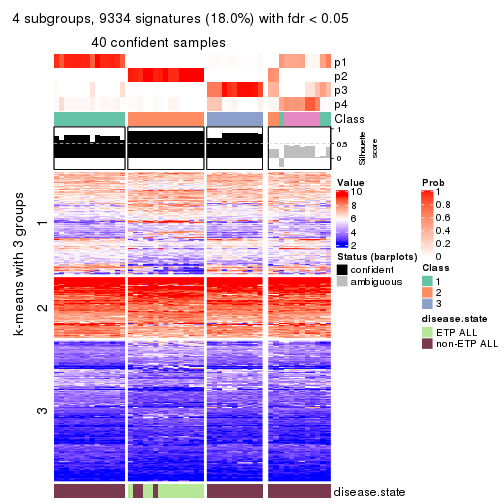 4 subgroups, 9334 signatures (18.0%) with fdr < 0.05
40 confident samples
p1
p2
p3
p4
Class
1
0.5
0
Silhouette
score
k-means with 3 groups
1
2
3
Value
10
8
6
4
2
Status (barplots)
confident
ambiguous
Prob
1
0.8
0.6
0.4
0.2
0
Class
1
2
3
disease.state
ETP ALL
non-ETP ALL
disease.state